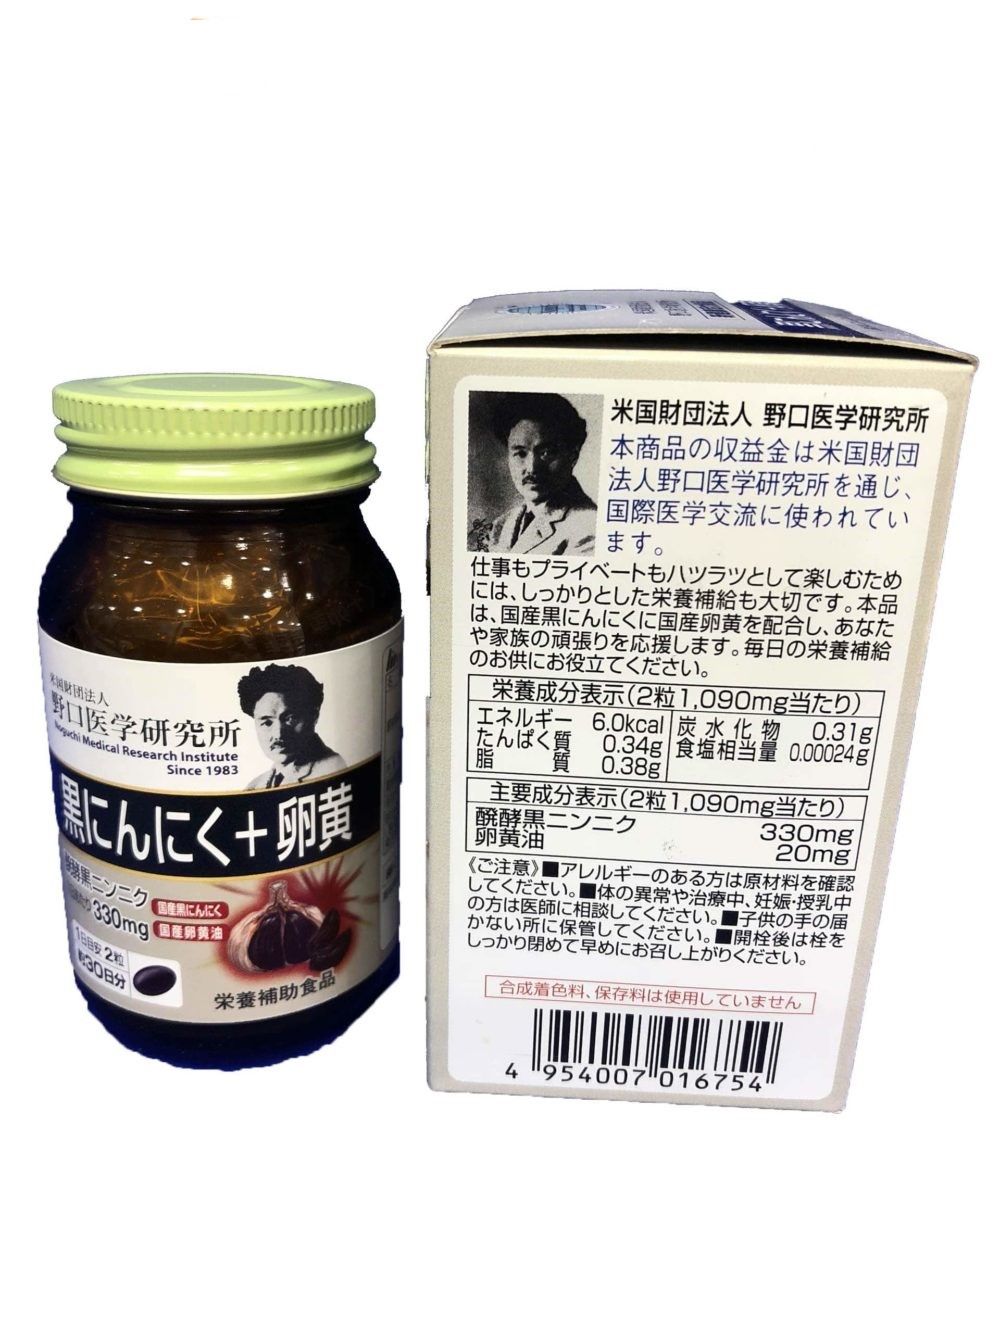 米国財団法人
野口医学研究所
Noguchi Medical Research Institute
Since 1983
黒にんにく+卵黄
醗酵黒ニンニク
330mg
国産黒にんにく
国産卵黄油
1日目安2粒
約30日分
栄養補助食品
米国財団法人 野口医学研究所
本商品の収益金は米国財団
法人野口医学研究所を通じ、
国際医学交流に使われてい
ます。
仕事もプライベートもハツラツとして楽しむため
には、しっかりとした栄養補給も大切です。本品
は、国産黒にんにくに国産卵黄を配合し、あなた
や家族の頑張りを応援します。毎日の栄養補給
のお供にお役立てください。
栄養成分表示(2粒1,090mg当たり)
エネルギー 6.0kcal 炭水化物 0.31g
たんぱく質 0.34g 食塩相当量 0.00024g
脂質 0.38g
主要成分表示(2粒1,090mg当たり)
醗酵黒ニンニク 330mg
卵黄油 20mg
《ご注意》■アレルギーのある方は原材料を確認
してください。■体の異常や治療中、妊娠・授乳中
の方は医師に相談してください。■子供の手の届
かない所に保管してください。■開栓後は栓を
しっかり閉めて早めにお召し上がりください。
合成着色料、保存料は使用していません
4 954007 016754